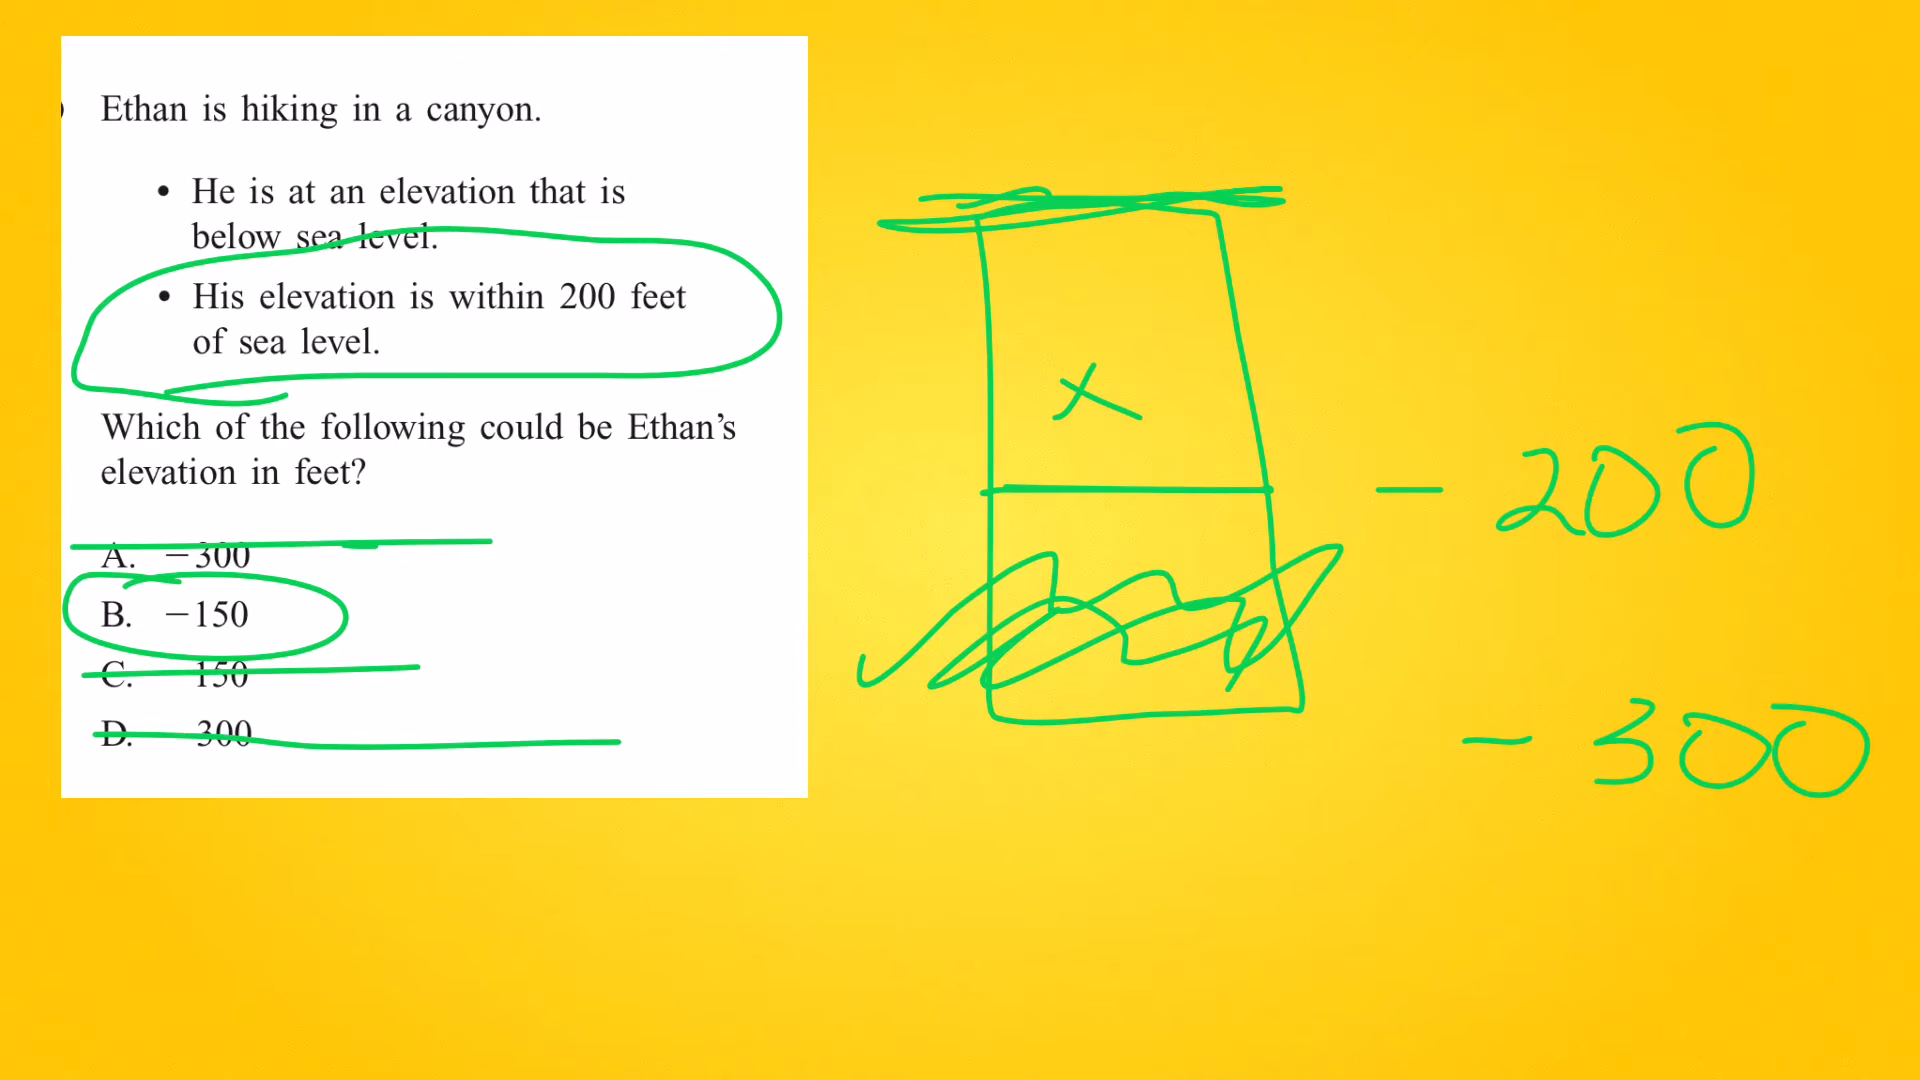 Ethan is hiking in a canyon.
• He is at an elevation that is
below sea level.
• His elevation is within 200 feet
of sea level.
Which of the following could be Ethan's
elevation in feet?
A. −300
B. −150
C. 150
D. 300
x
− 200
− 300